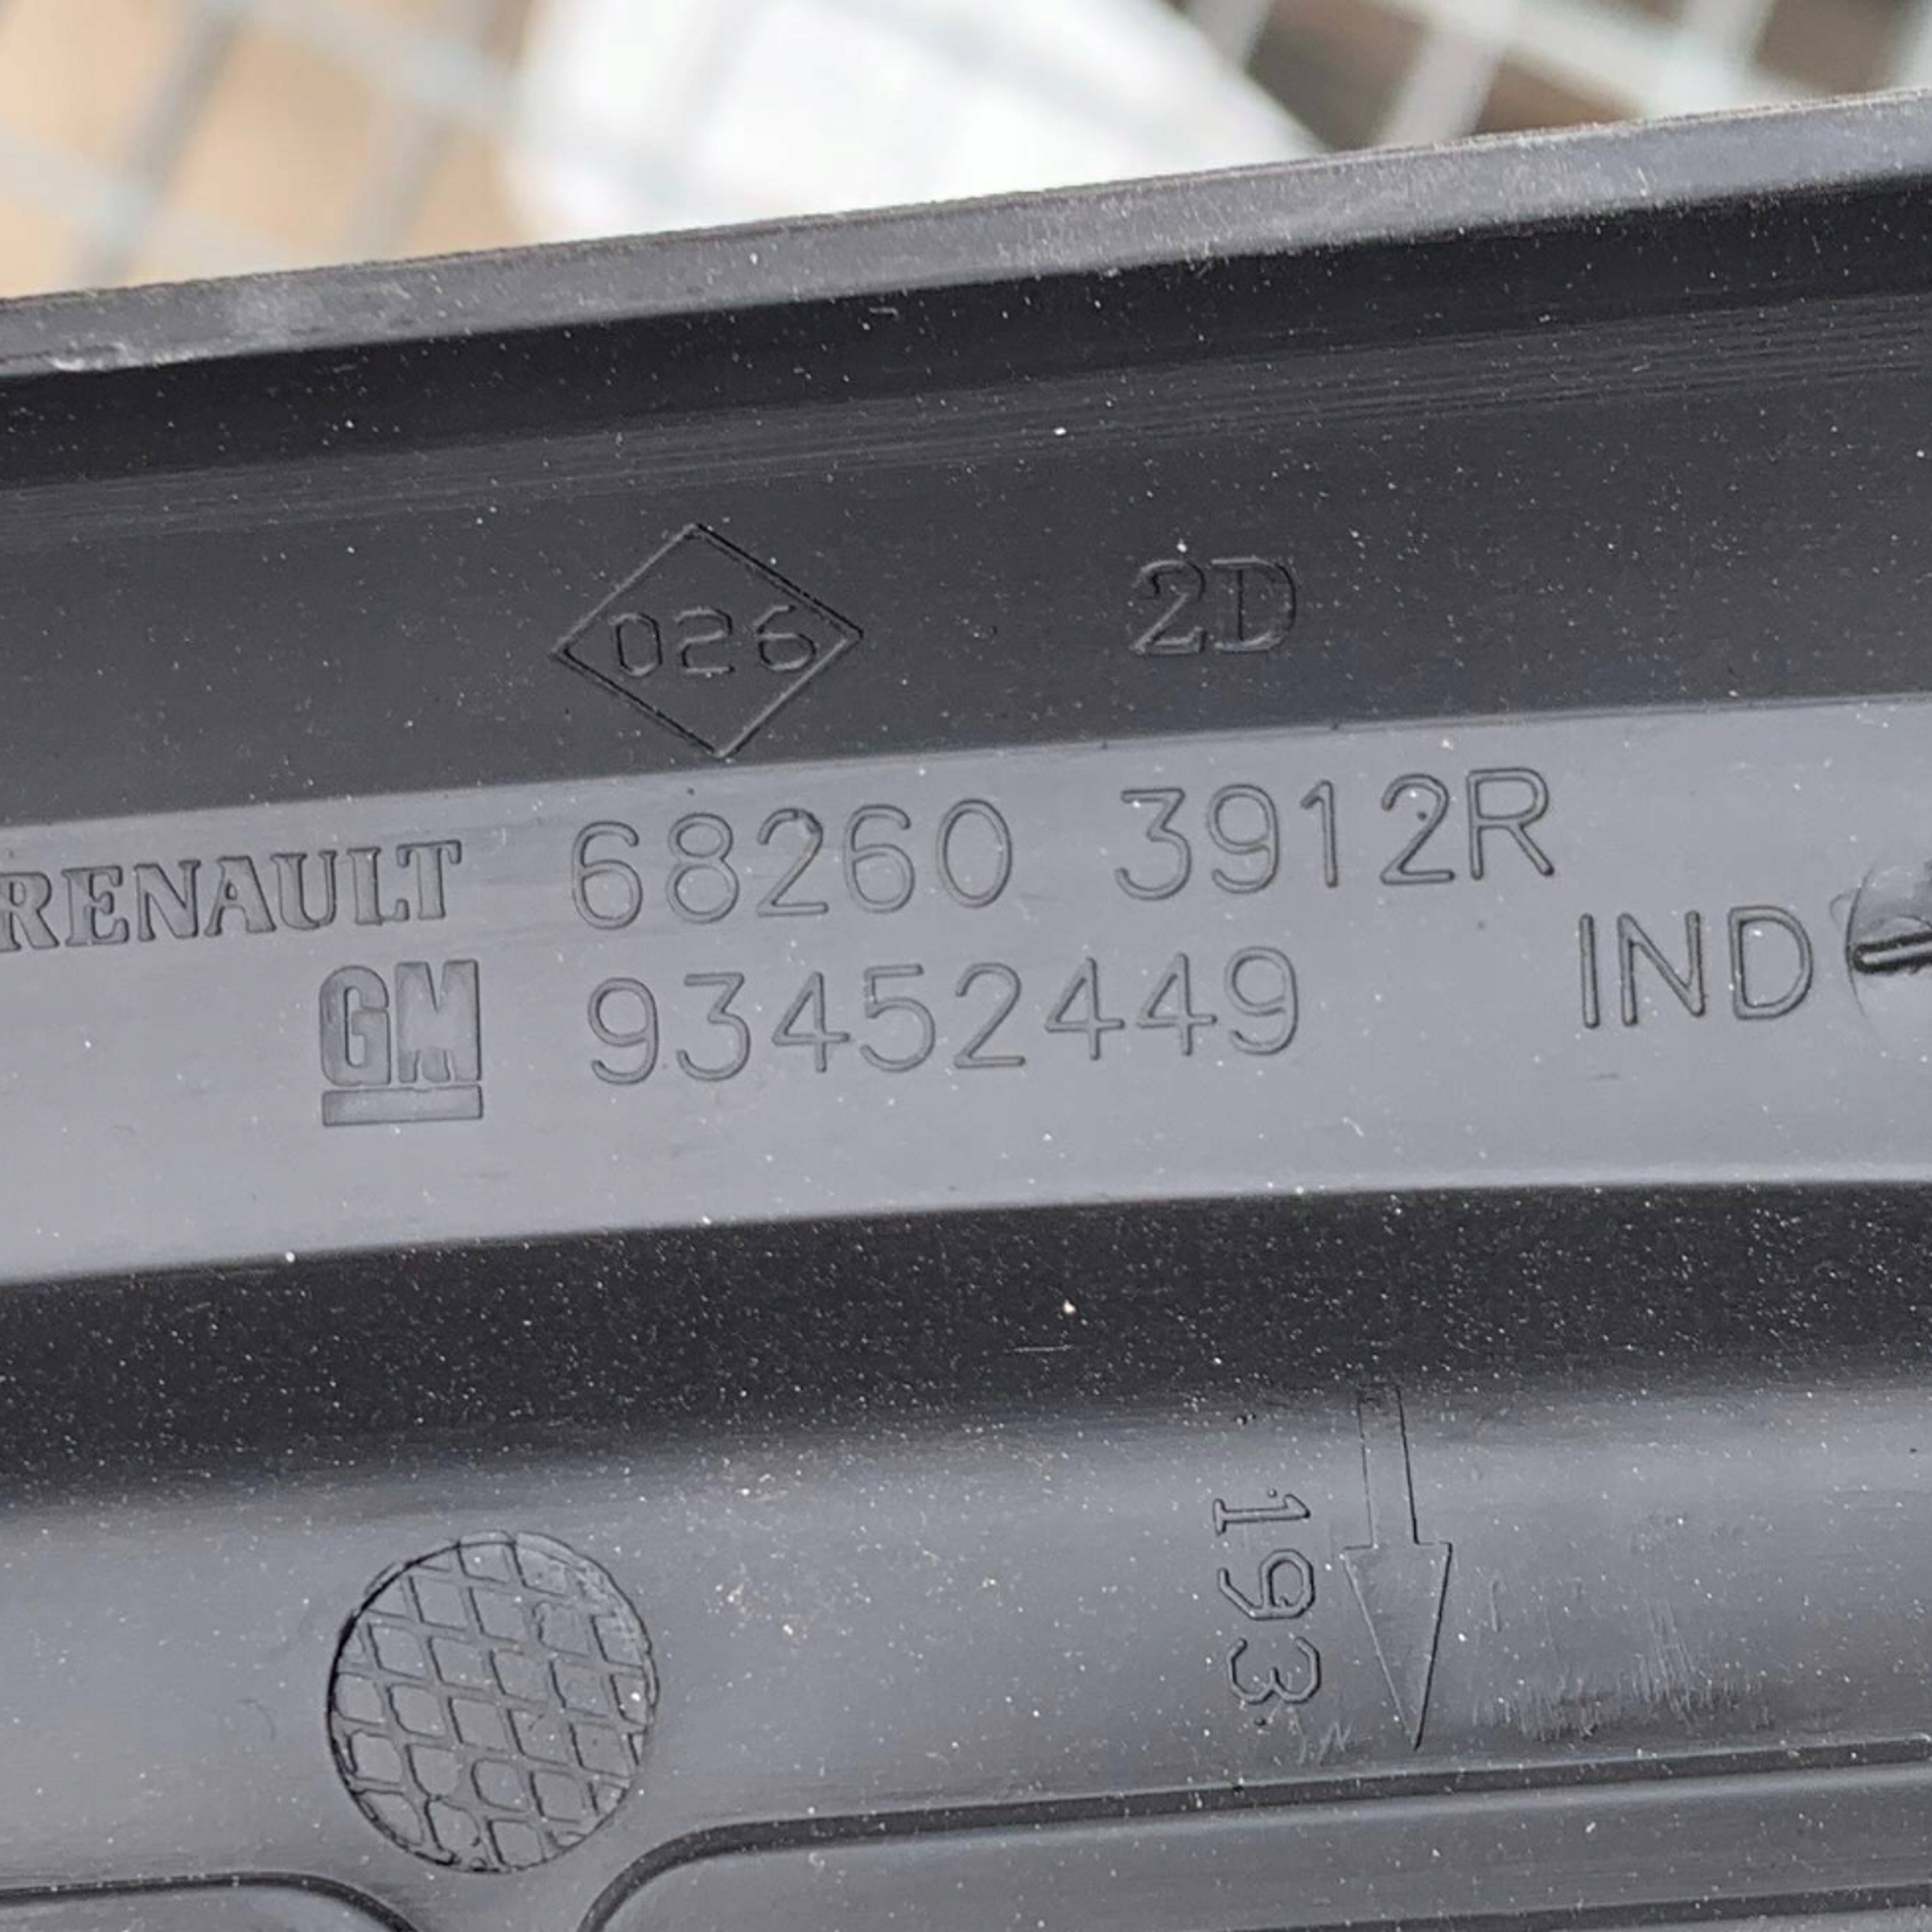 026 2D
RENAULT 68260 3912R
GM 93452449 IND
193